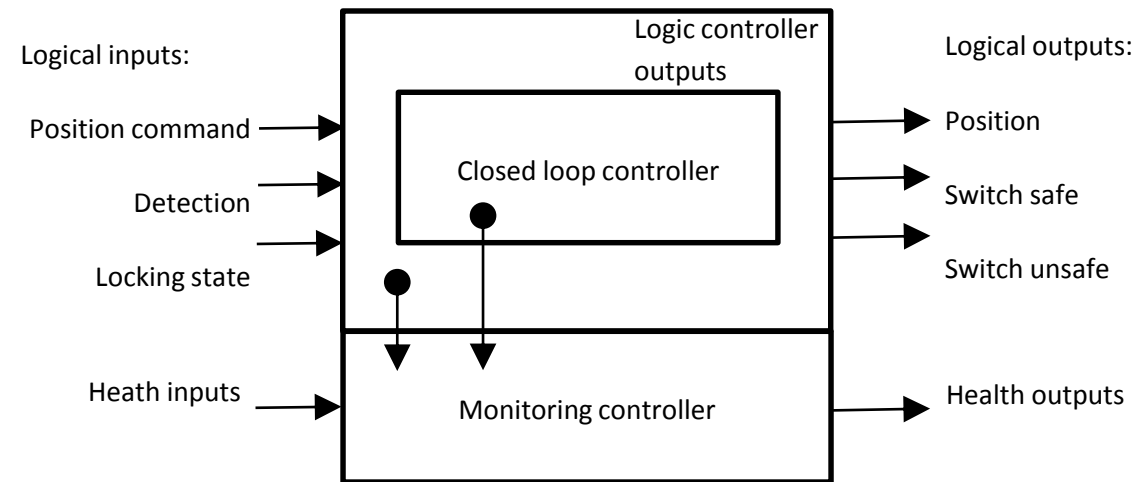 Logical inputs:
Position command
Detection
Locking state
Heath inputs
Logic controller
outputs
Closed loop controller
Monitoring controller
Logical outputs:
Position
Switch safe
Switch unsafe
Health outputs